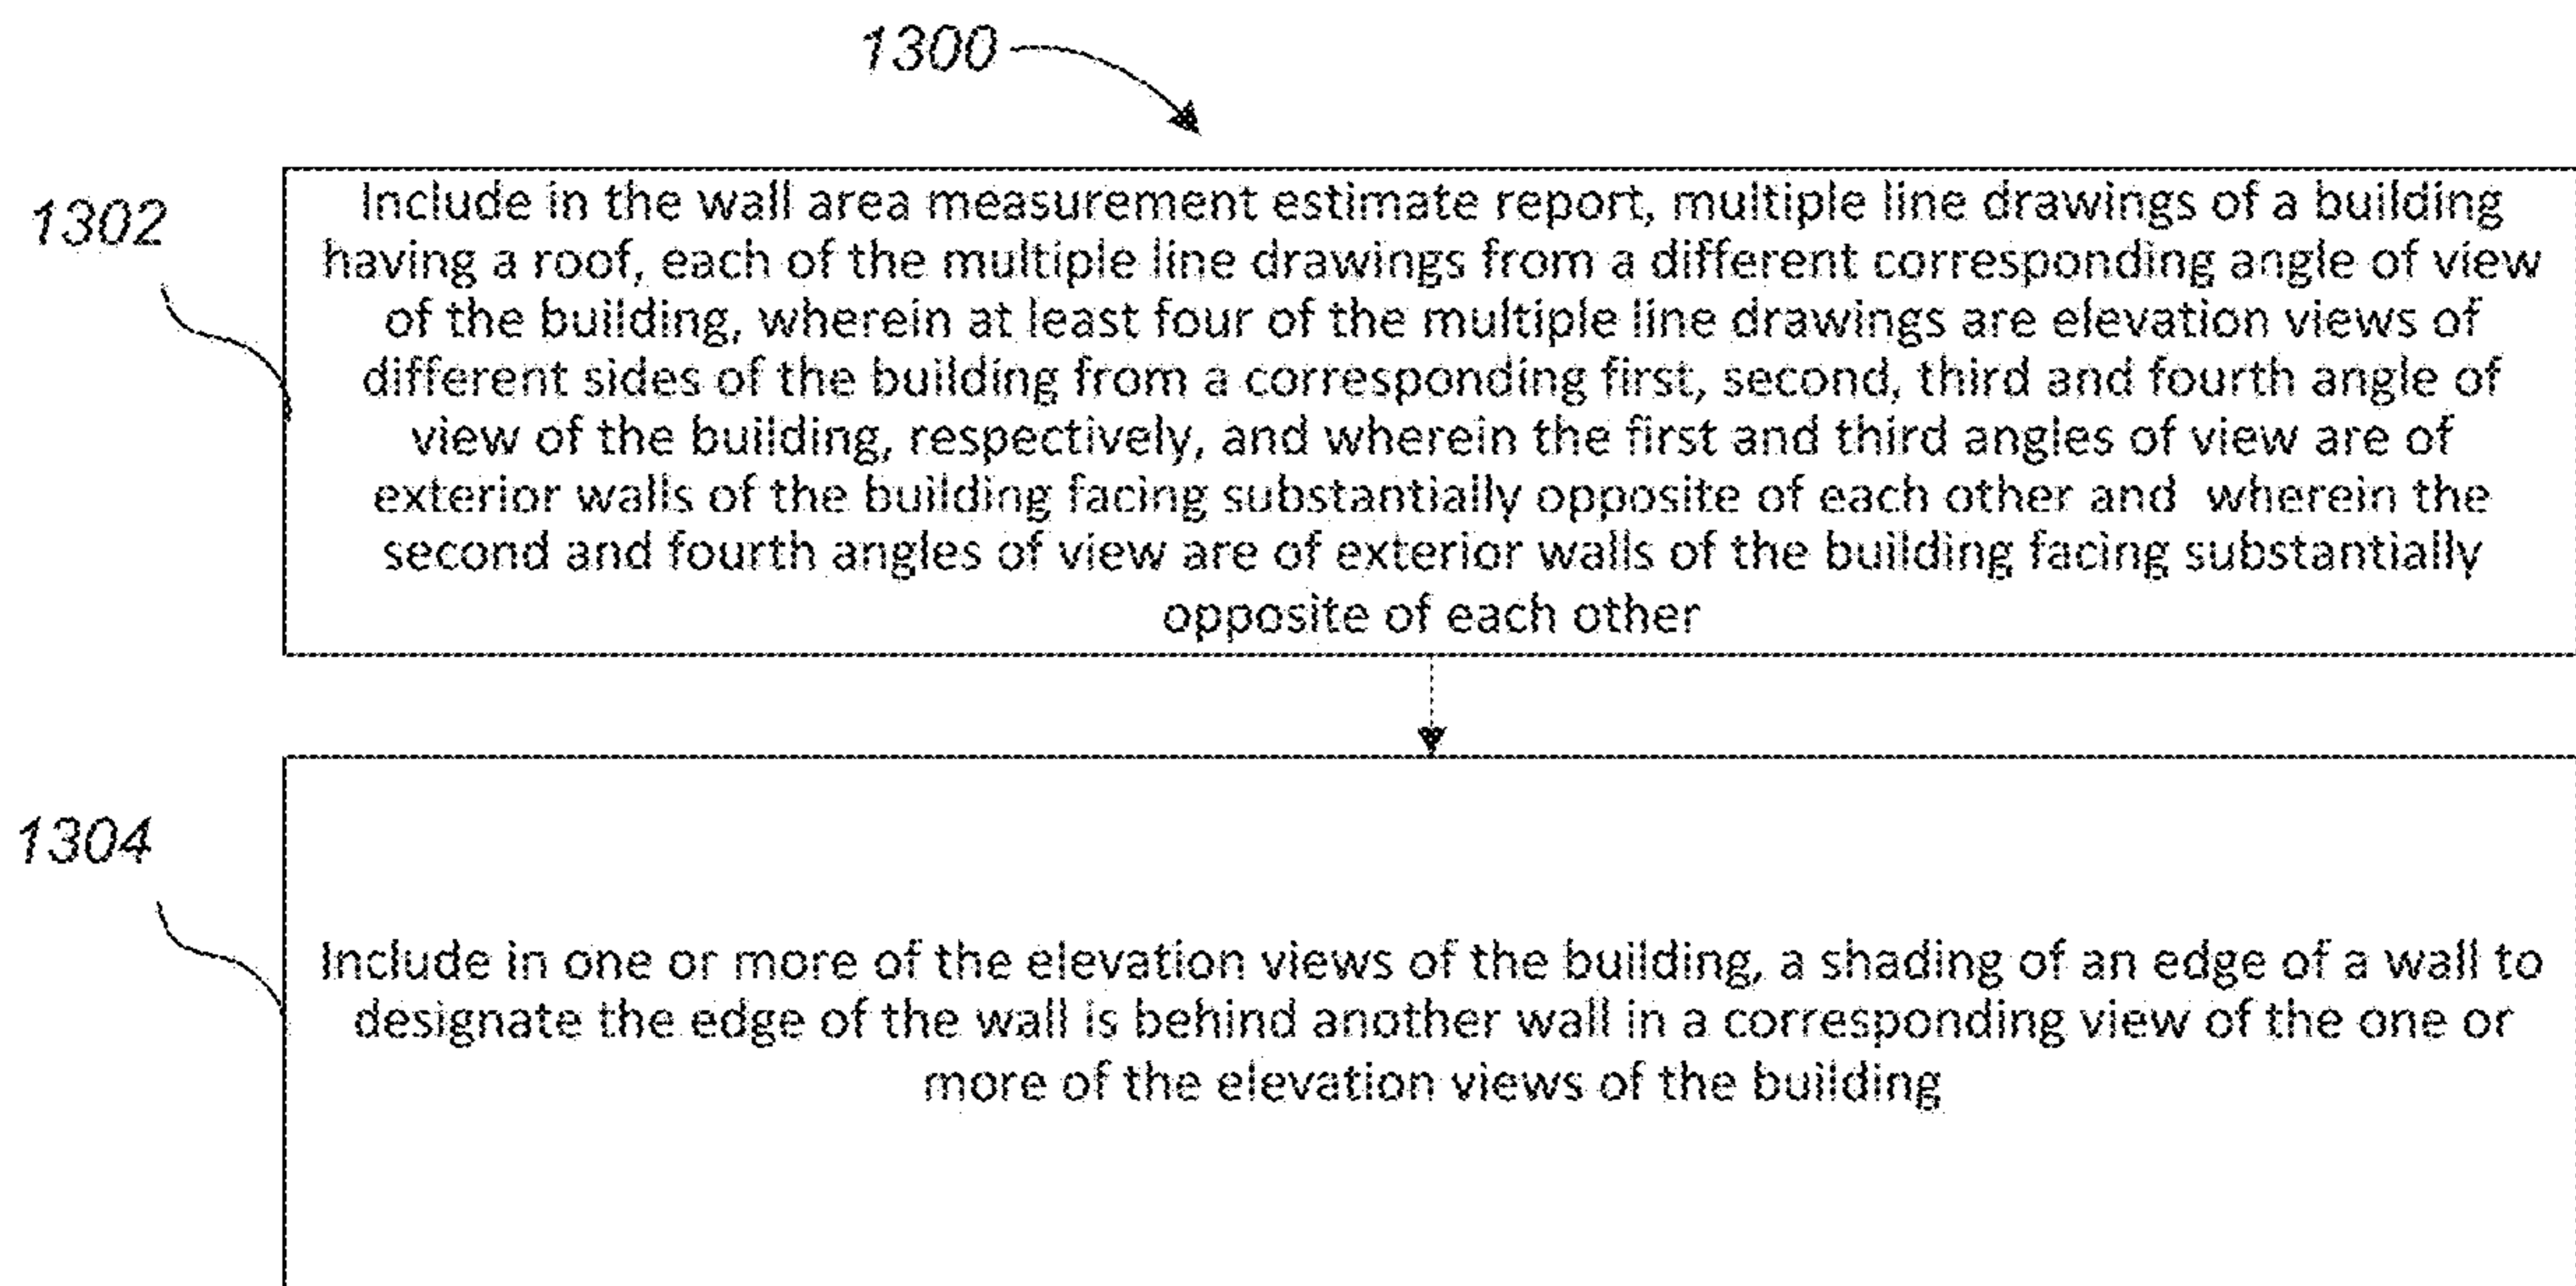 1300
1302
Include in the wall area measurement estimate report, multiple line drawings of a building
having a roof, each of the multiple line drawings from a different corresponding angle of view
of the building, wherein at least four of the multiple line drawings are elevation views of
different sides of the building from a corresponding first, second, third and fourth angle of
view of the building, respectively, and wherein the first and third angles of view are of
exterior walls of the building facing substantially opposite of each other and wherein the
second and fourth angles of view are of exterior walls of the building facing substantially
opposite of each other
1304
Include in one or more of the elevation views of the building, a shading of an edge of a wall to
designate the edge of the wall is behind another wall in a corresponding view of the one or
more of the elevation views of the building